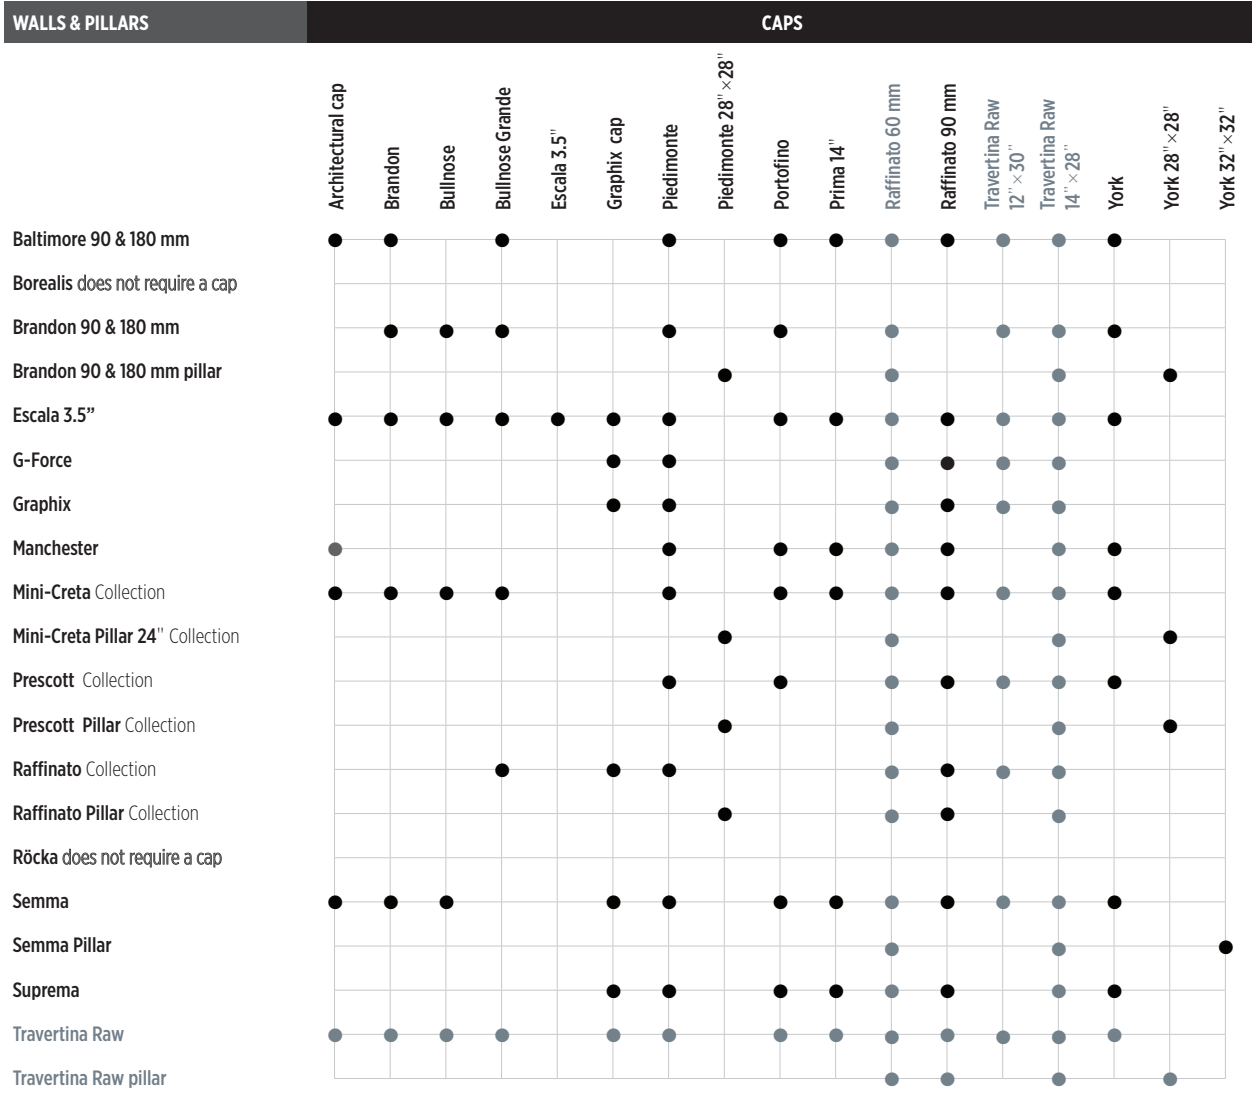 WALLS & PILLARS
CAPS
Architectural cap
Brandon
Bullnose
Bullnose Grande
Escala 3.5"
Graphix cap
Piedimonte
Piedimonte 28" × 28"
Portofino
Prima 14"
Raffinato 60 mm
Raffinato 90 mm
Travertina Raw
12" × 30"
Travertina Raw
14" × 28"
York
York 28" × 28"
York 32" × 32"
Baltimore 90 & 180 mm
Borealis does not require a cap
Brandon 90 & 180 mm
Brandon 90 & 180 mm pillar
Escala 3.5”
G-Force
Graphix
Manchester
Mini-Creta Collection
Mini-Creta Pillar 24" Collection
Prescott Collection
Prescott Pillar Collection
Raffinato Collection
Raffinato Pillar Collection
Röcka does not require a cap
Semma
Semma Pillar
Suprema
Travertina Raw
Travertina Raw pillar